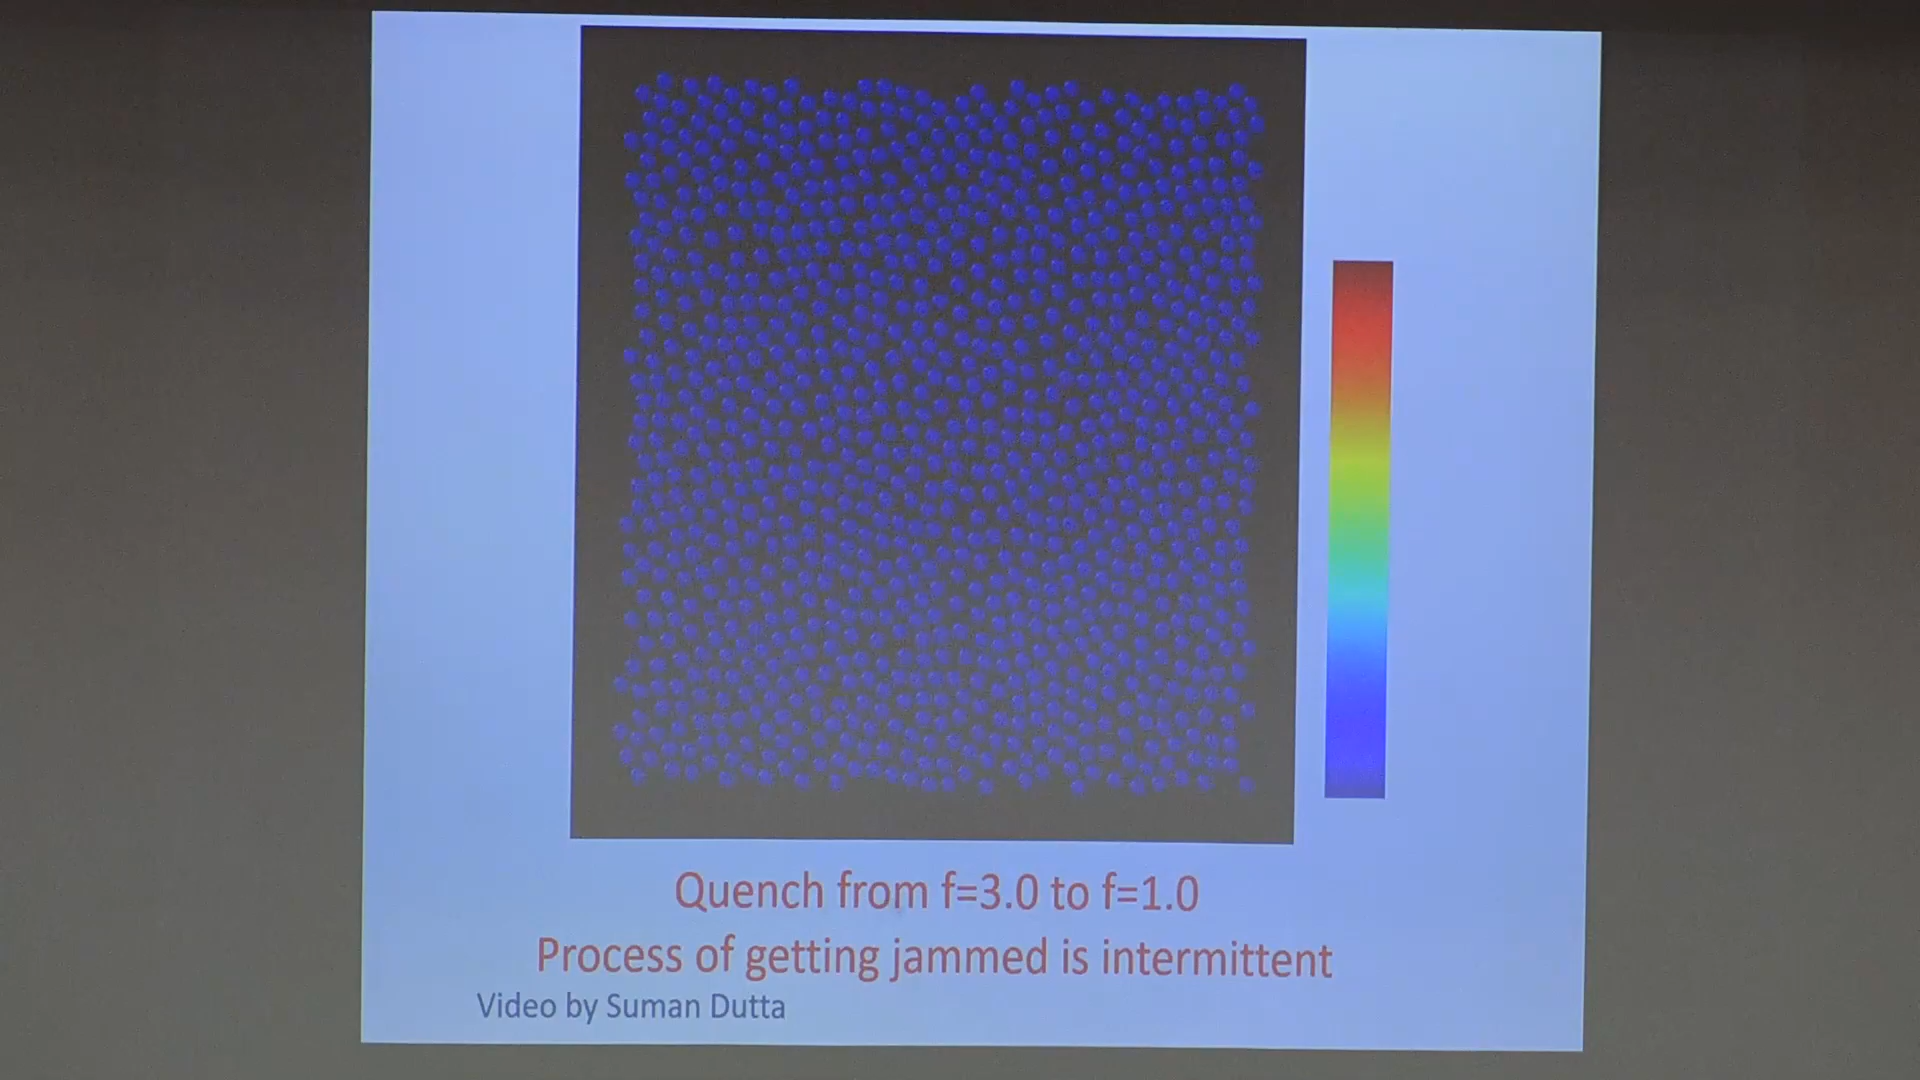 Quench from f=3.0 to f=1.0
Process of getting jammed is intermittent
Video by Suman Dutta